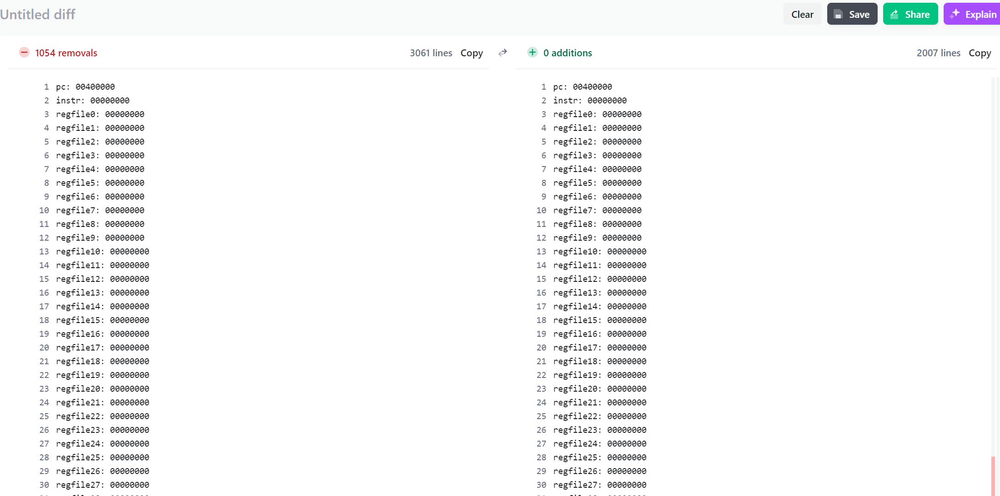 Untitled diff
Clear
Save
Share
Explain
1054 removals
3061 lines
Copy
0 additions
2007 lines
Copy
1 pc: 00400000
2 instr: 00000000
3 regfile0: 00000000
4 regfile1: 00000000
5 regfile2: 00000000
6 regfile3: 00000000
7 regfile4: 00000000
8 regfile5: 00000000
9 regfile6: 00000000
10 regfile7: 00000000
11 regfile8: 00000000
12 regfile9: 00000000
13 regfile10: 00000000
14 regfile11: 00000000
15 regfile12: 00000000
16 regfile13: 00000000
17 regfile14: 00000000
18 regfile15: 00000000
19 regfile16: 00000000
20 regfile17: 00000000
21 regfile18: 00000000
22 regfile19: 00000000
23 regfile20: 00000000
24 regfile21: 00000000
25 regfile22: 00000000
26 regfile23: 00000000
27 regfile24: 00000000
28 regfile25: 00000000
29 regfile26: 00000000
30 regfile27: 00000000
1 pc: 00400000
2 instr: 00000000
3 regfile0: 00000000
4 regfile1: 00000000
5 regfile2: 00000000
6 regfile3: 00000000
7 regfile4: 00000000
8 regfile5: 00000000
9 regfile6: 00000000
10 regfile7: 00000000
11 regfile8: 00000000
12 regfile9: 00000000
13 regfile10: 00000000
14 regfile11: 00000000
15 regfile12: 00000000
16 regfile13: 00000000
17 regfile14: 00000000
18 regfile15: 00000000
19 regfile16: 00000000
20 regfile17: 00000000
21 regfile18: 00000000
22 regfile19: 00000000
23 regfile20: 00000000
24 regfile21: 00000000
25 regfile22: 00000000
26 regfile23: 00000000
27 regfile24: 00000000
28 regfile25: 00000000
29 regfile26: 00000000
30 regfile27: 00000000